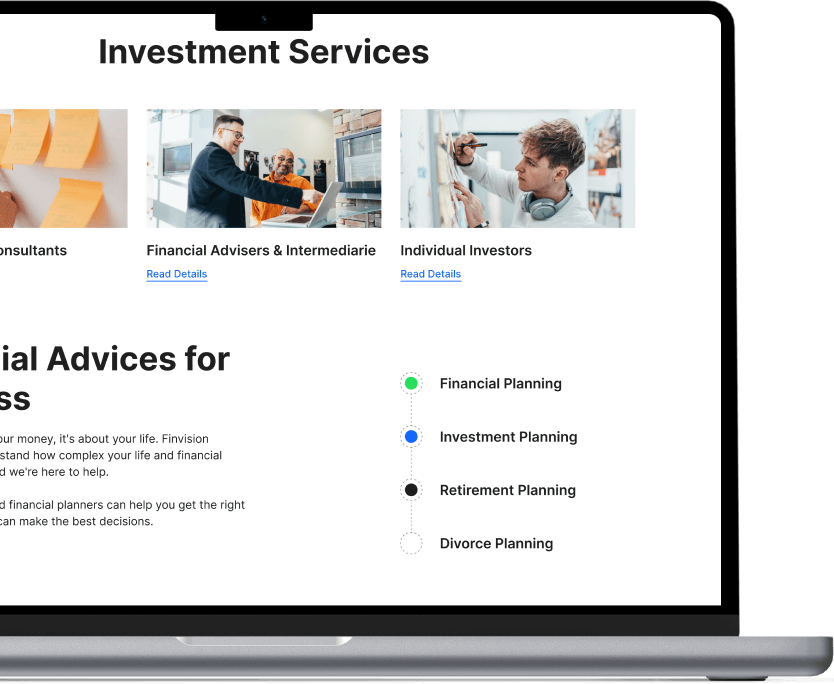 Investment Services
onsultants
Financial Advisers & Intermediarie
Individual Investors
Read Details
Read Details
ial Advices for
ss
our money, it's about your life. Finvision
stand how complex your life and financial
d we're here to help.
d financial planners can help you get the right
can make the best decisions.
Financial Planning
Investment Planning
Retirement Planning
Divorce Planning